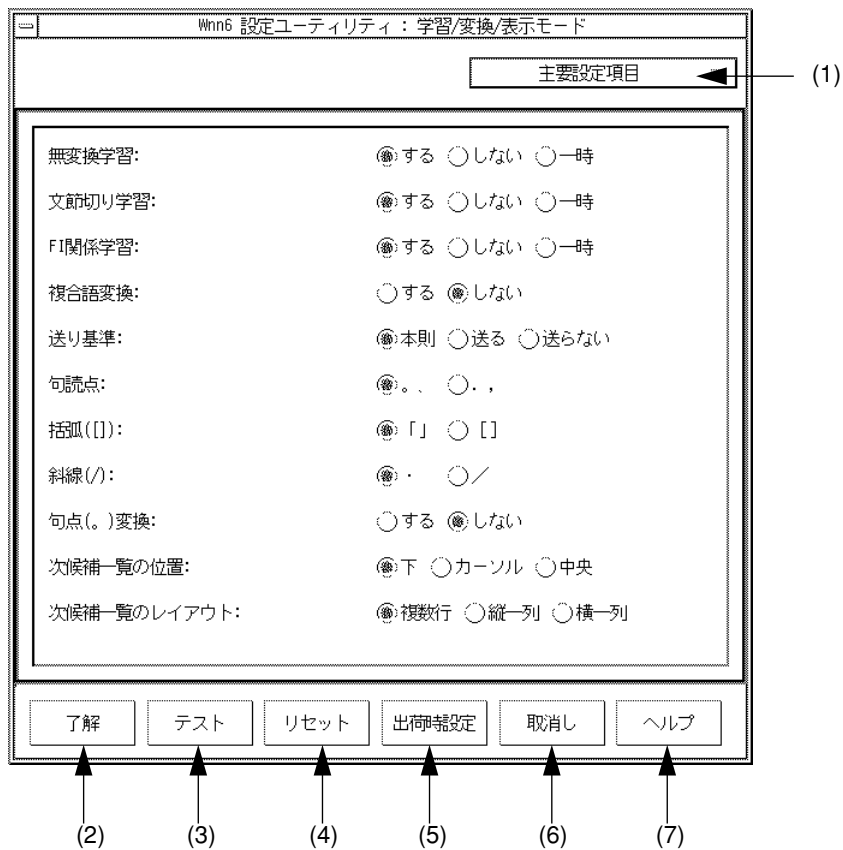 Wnn6 設定ユーティリティ : 学習/変換/表示モード
主要設定項目 (1)
無変換学習: する しない 一時
文節切り学習: する しない 一時
FI関係学習: する しない 一時
複合語変換: する しない
送り基準: 本則 送る 送らない
句読点: 。、 ．，
括弧([]): 「」 []
斜線(/): ・ ／
句点(。)変換: する しない
次候補一覧の位置: 下 カーソル 中央
次候補一覧のレイアウト: 複数行 縦一列 横一列
了解 テスト リセット 出荷時設定 取消し ヘルプ
(2) (3) (4) (5) (6) (7)